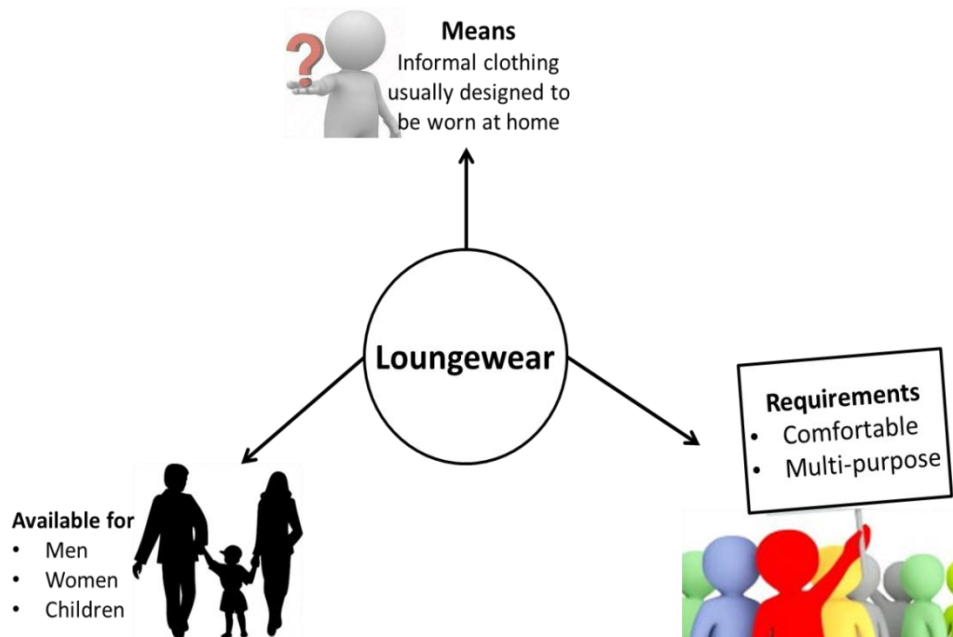 Means
Informal clothing
usually designed to
be worn at home
Loungewear
Requirements
• Comfortable
• Multi-purpose
Available for
• Men
• Women
• Children